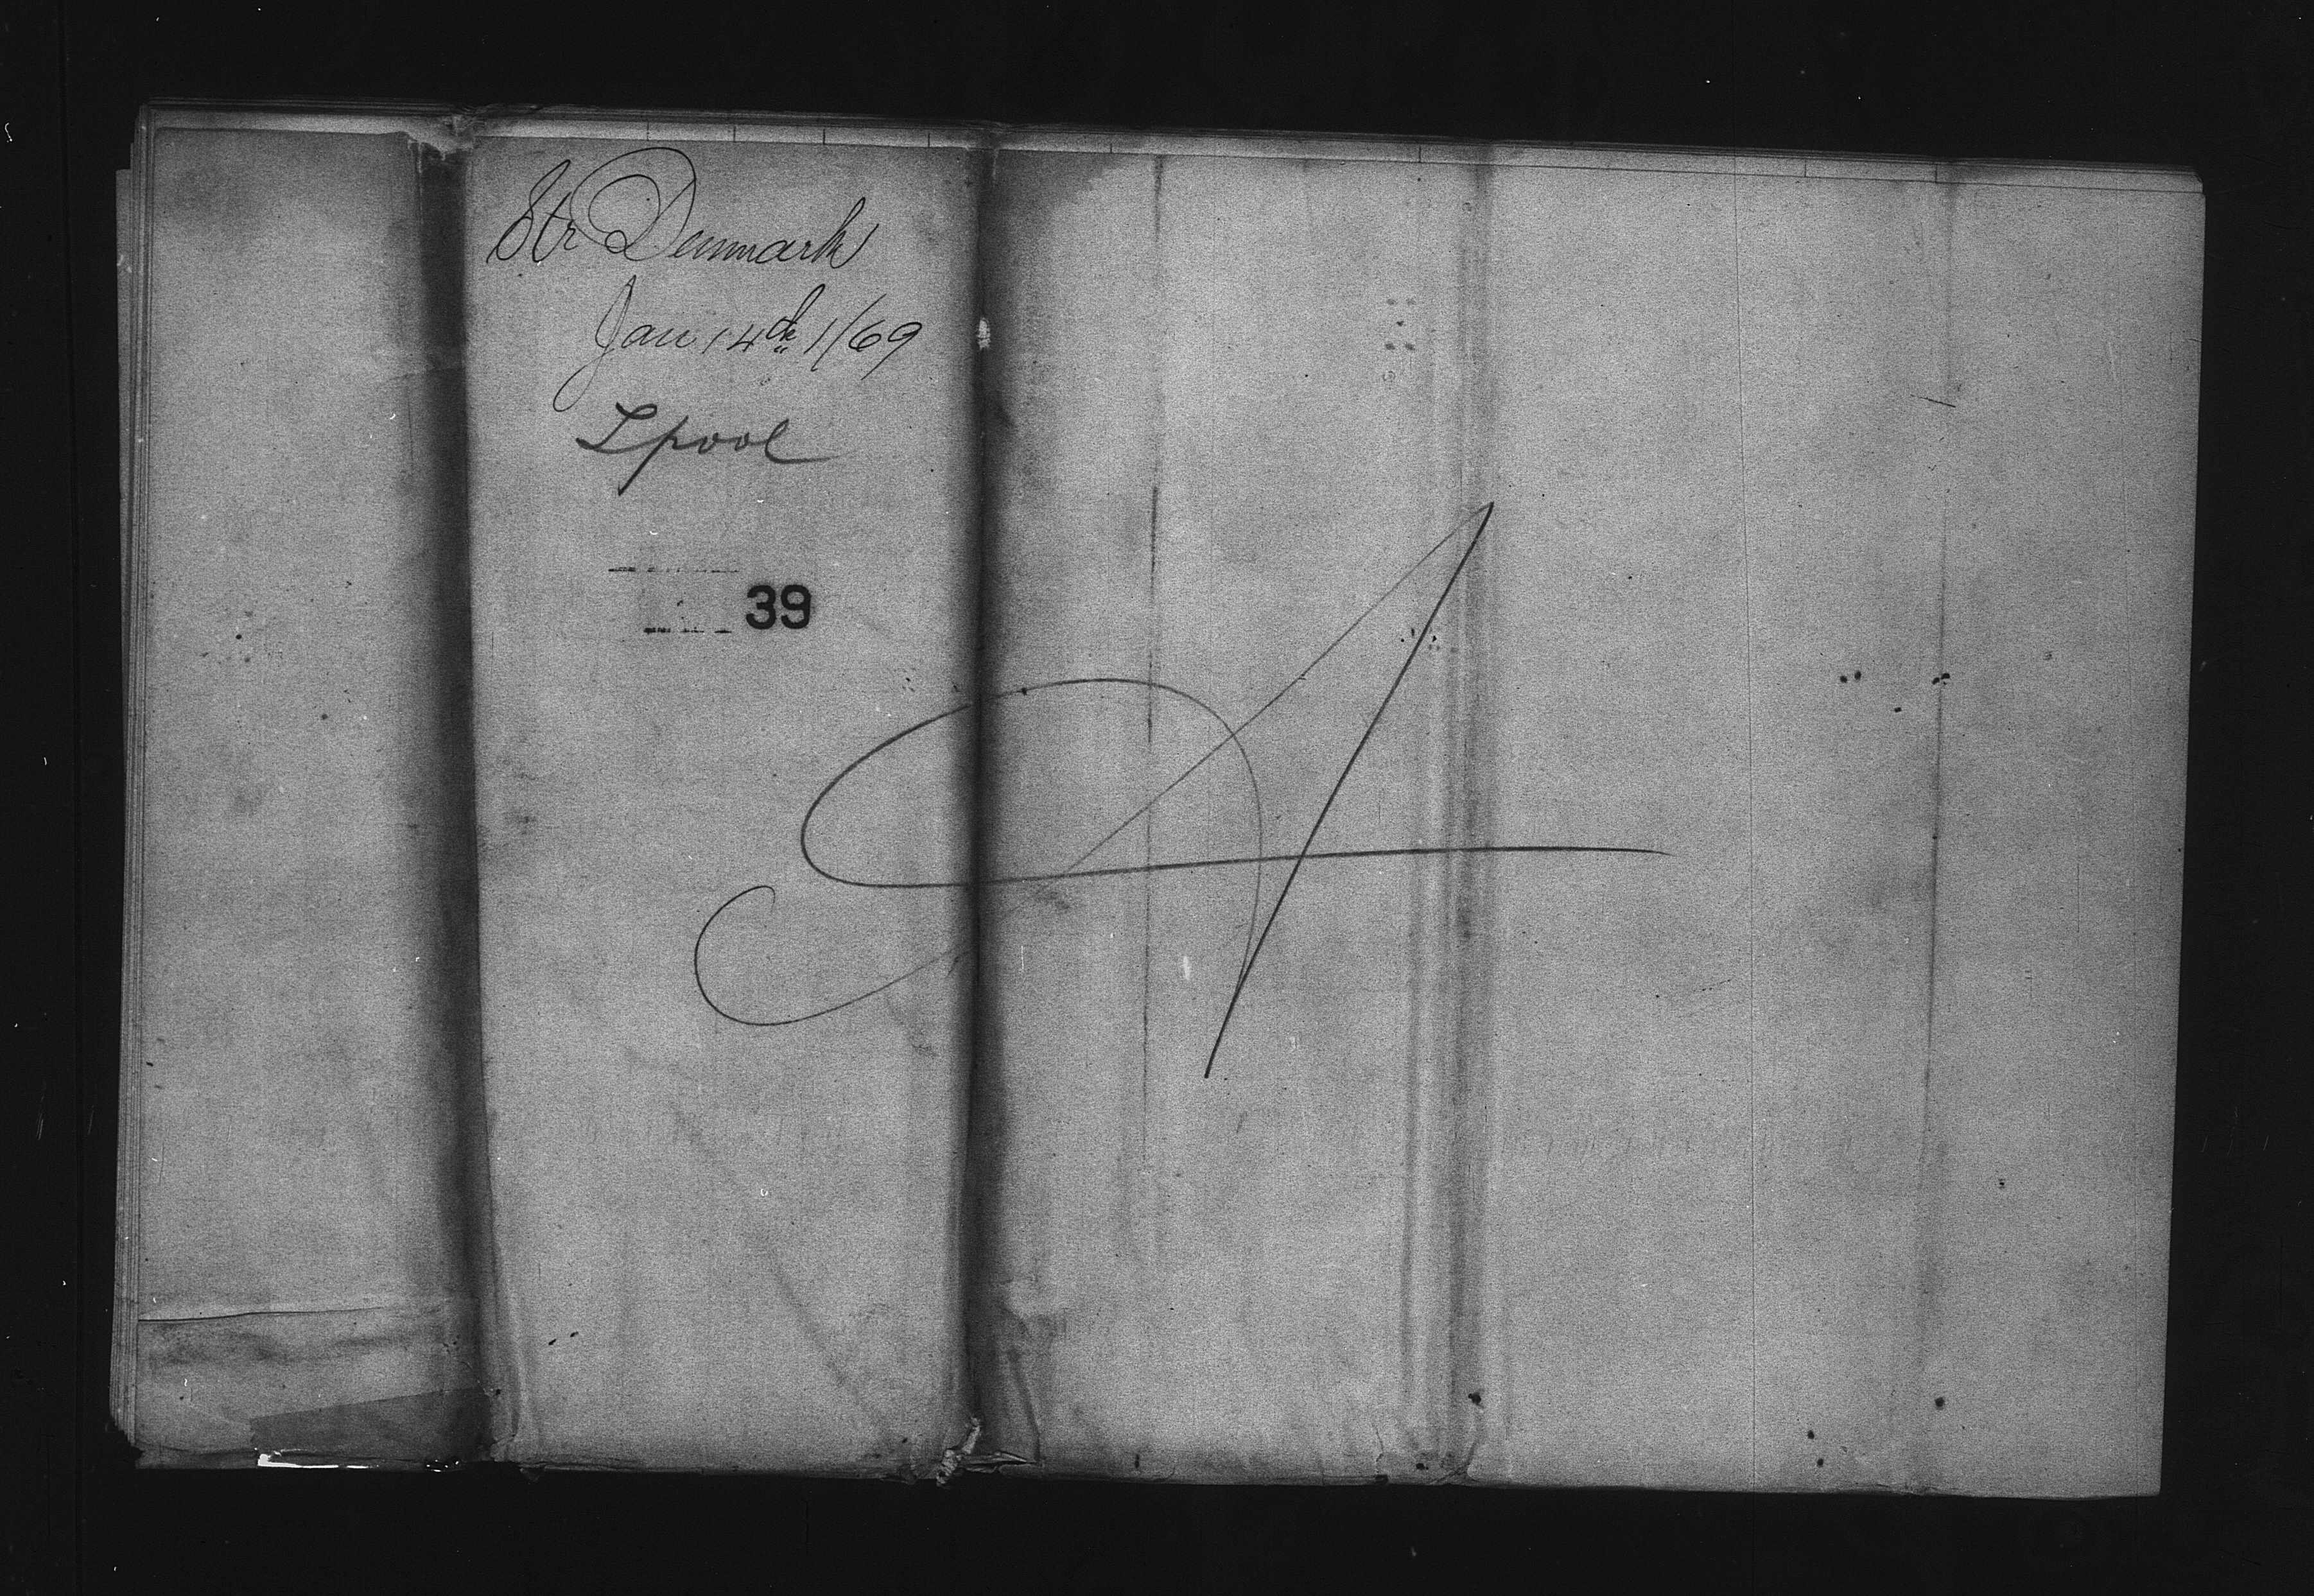 Str Denmark
Jan 14th 1/69
Lpool
39
A